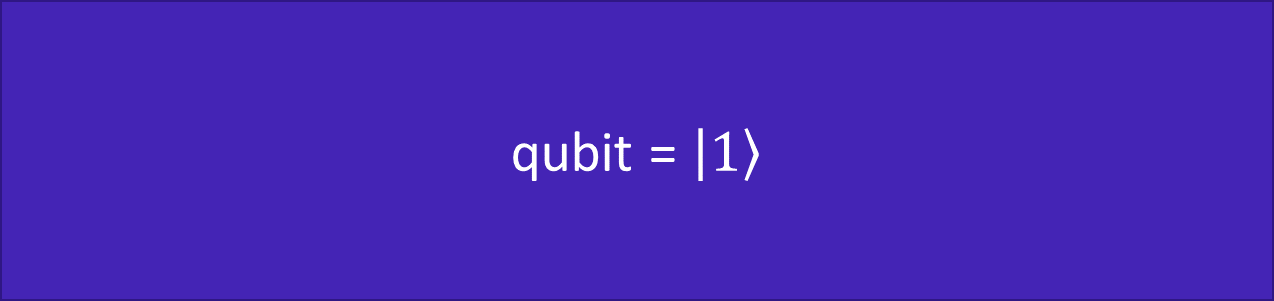 qubit = |1⟩